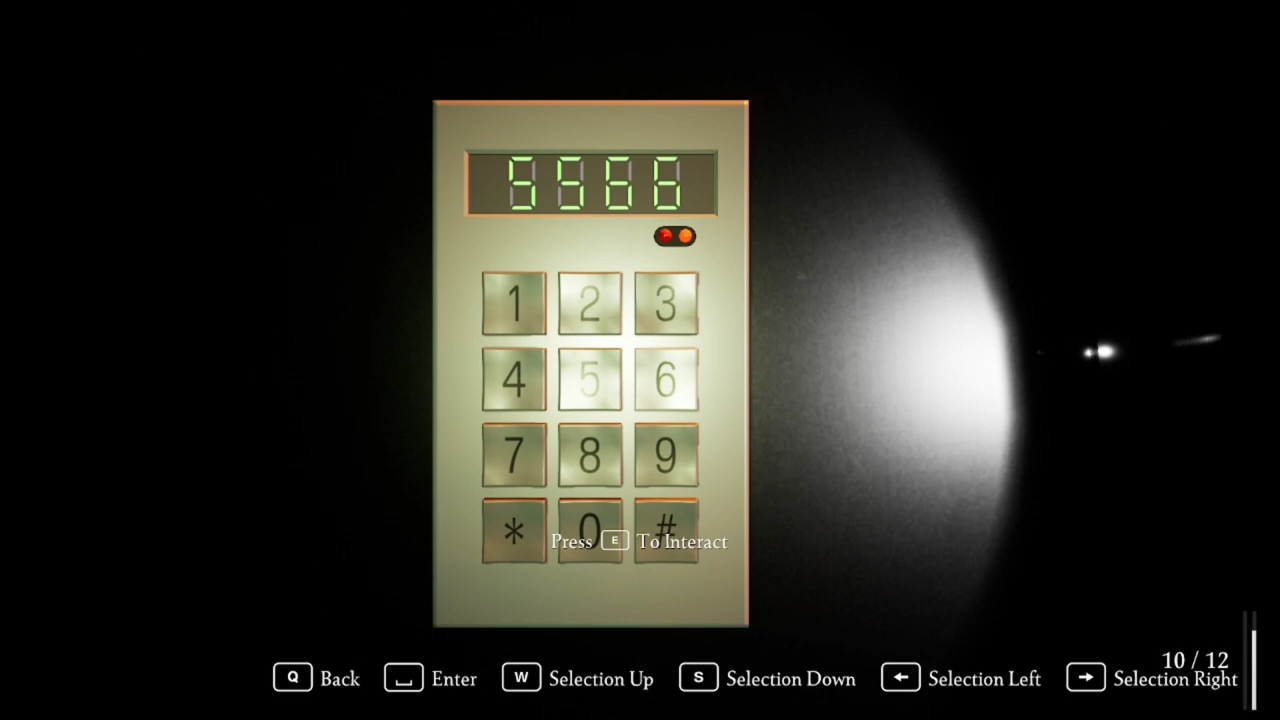 5566
1 2 3
4 5 6
7 8 9
* 0 #
Press E To Interact
10 / 12
Q Back Enter W Selection Up S Selection Down ← Selection Left → Selection Right